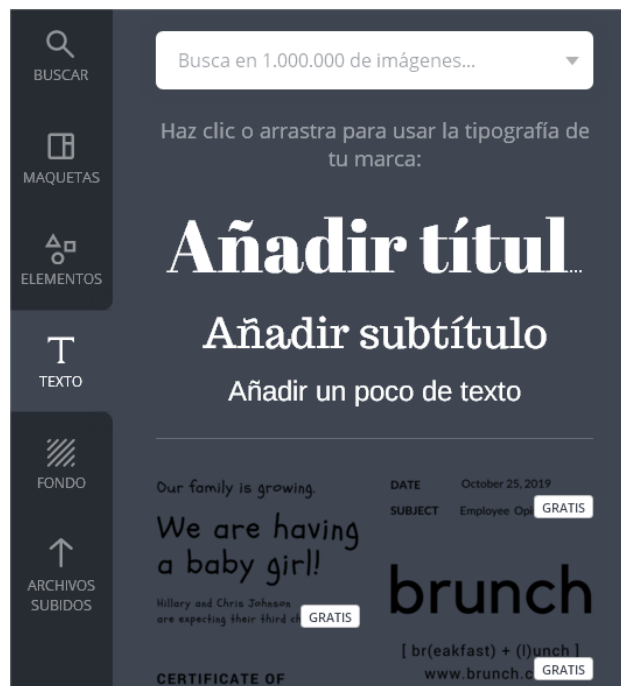 BUSCAR
MAQUETAS
ELEMENTOS
TEXTO
FONDO
ARCHIVOS
SUBIDOS
Busca en 1.000.000 de imágenes...
Haz clic o arrastra para usar la tipografía de
tu marca:
Añadir títul...
Añadir subtítulo
Añadir un poco de texto
Our family is growing.
We are having
a baby girl!
Hillary and Chris Johnson
are expecting their third ch
GRATIS
CERTIFICATE OF
DATE October 25, 2019
SUBJECT Employee Opi
GRATIS
brunch
[ br(eakfast) + (l)unch ]
www.brunch.c
GRATIS